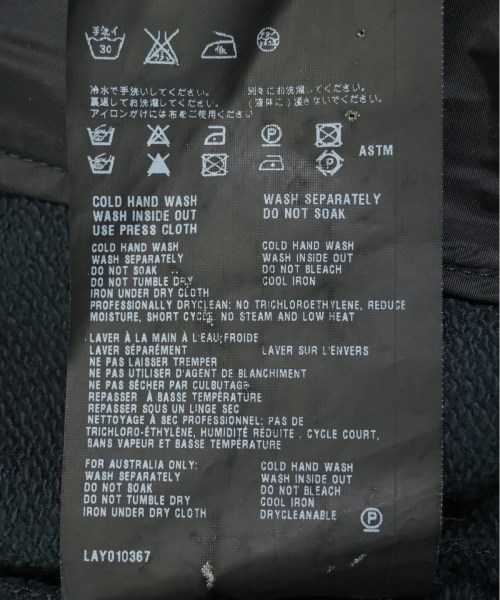 手洗イ
30
冷水で手洗いしてください。 別々にお洗濯してください。
裏返してお洗濯してください。 (液体に)浸さないでください。
アイロンがけには布をご使用ください
P
ASTM
COLD HAND WASH WASH SEPARATELY
WASH INSIDE OUT DO NOT SOAK
USE PRESS CLOTH
COLD HAND WASH COLD HAND WASH
WASH SEPARATELY WASH INSIDE OUT
DO NOT SOAK DO NOT BLEACH
DO NOT TUMBLE DRY COOL IRON
IRON UNDER DRY CLOTH
PROFESSIONALLY DRYCLEAN: NO TRICHLOROETHYLENE, REDUCE
MOISTURE, SHORT CYCLE, NO STEAM AND LOW HEAT
LAVER À LA MAIN À L'EAU FROIDE
LAVER SÉPARÉMENT LAVER SUR L'ENVERS
NE PAS LAISSER TREMPER
NE PAS UTILISER D'AGENT DE BLANCHIMENT
NE PAS SÉCHER PAR CULBUTAGE
REPASSER À BASSE TEMPÉRATURE
REPASSER SOUS UN LINGE SEC
NETTOYAGE À SEC PROFESSIONNEL: PAS DE
TRICHLORO-ÉTHYLÈNE, HUMIDITÉ RÉDUITE , CYCLE COURT,
SANS VAPEUR ET BASSE TEMPÉRATURE
FOR AUSTRALIA ONLY: COLD HAND WASH
WASH SEPARATELY WASH INSIDE OUT
DO NOT SOAK DO NOT BLEACH
DO NOT TUMBLE DRY COOL IRON
IRON UNDER DRY CLOTH DRYCLEANABLE P
LAY010367